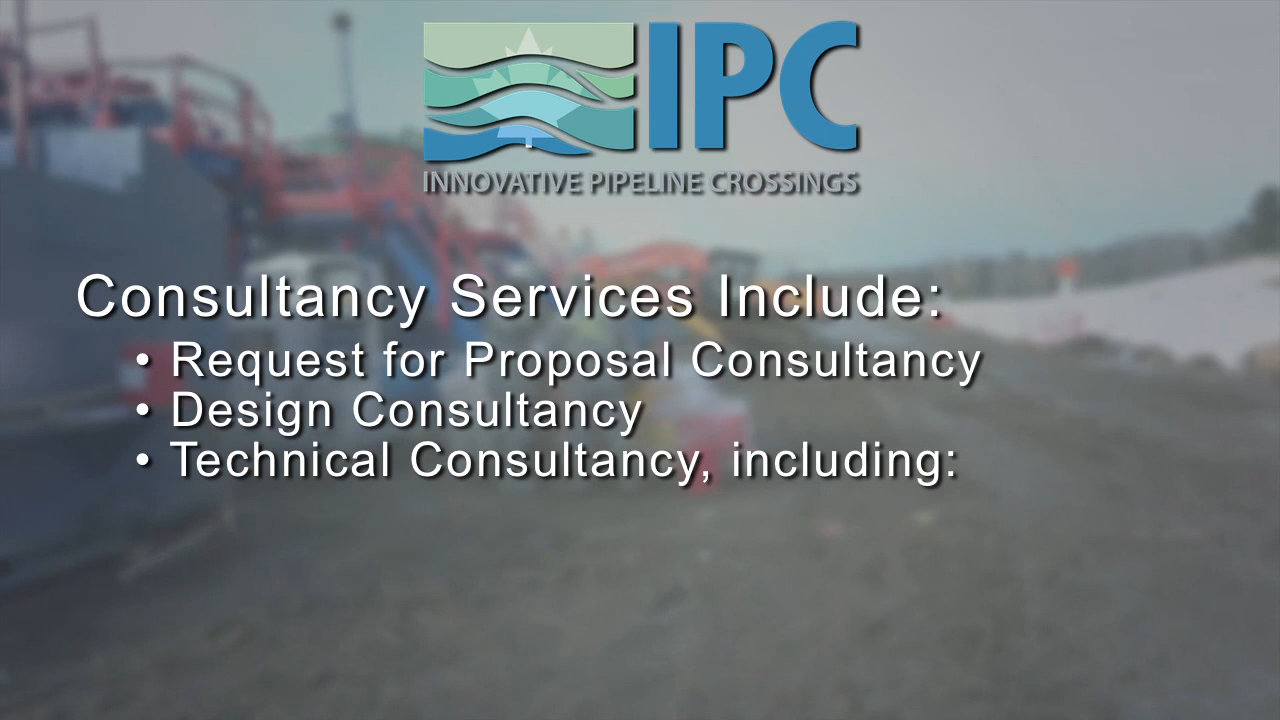 IPC
INNOVATIVE PIPELINE CROSSINGS
Consultancy Services Include:
• Request for Proposal Consultancy
• Design Consultancy
• Technical Consultancy, including: